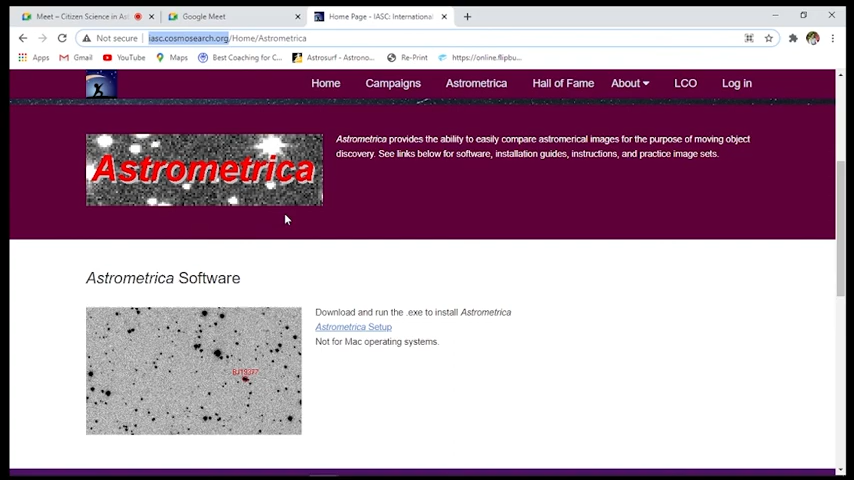 Meet – Citizen Science in Ast
Google Meet
Home Page - IASC: International
Not secure
iasc.cosmosearch.org/Home/Astrometrica
Apps
Gmail
YouTube
Maps
Best Coaching for C...
Astrosurf - Astrono...
Re-Print
https://online.flipbu...
Home
Campaigns
Astrometrica
Hall of Fame
About
LCO
Log in
Astrometrica
Astrometrica provides the ability to easily compare astromerical images for the purpose of moving object
discovery. See links below for software, installation guides, instructions, and practice image sets.
Astrometrica Software
Download and run the .exe to install Astrometrica
Astrometrica Setup
Not for Mac operating systems.